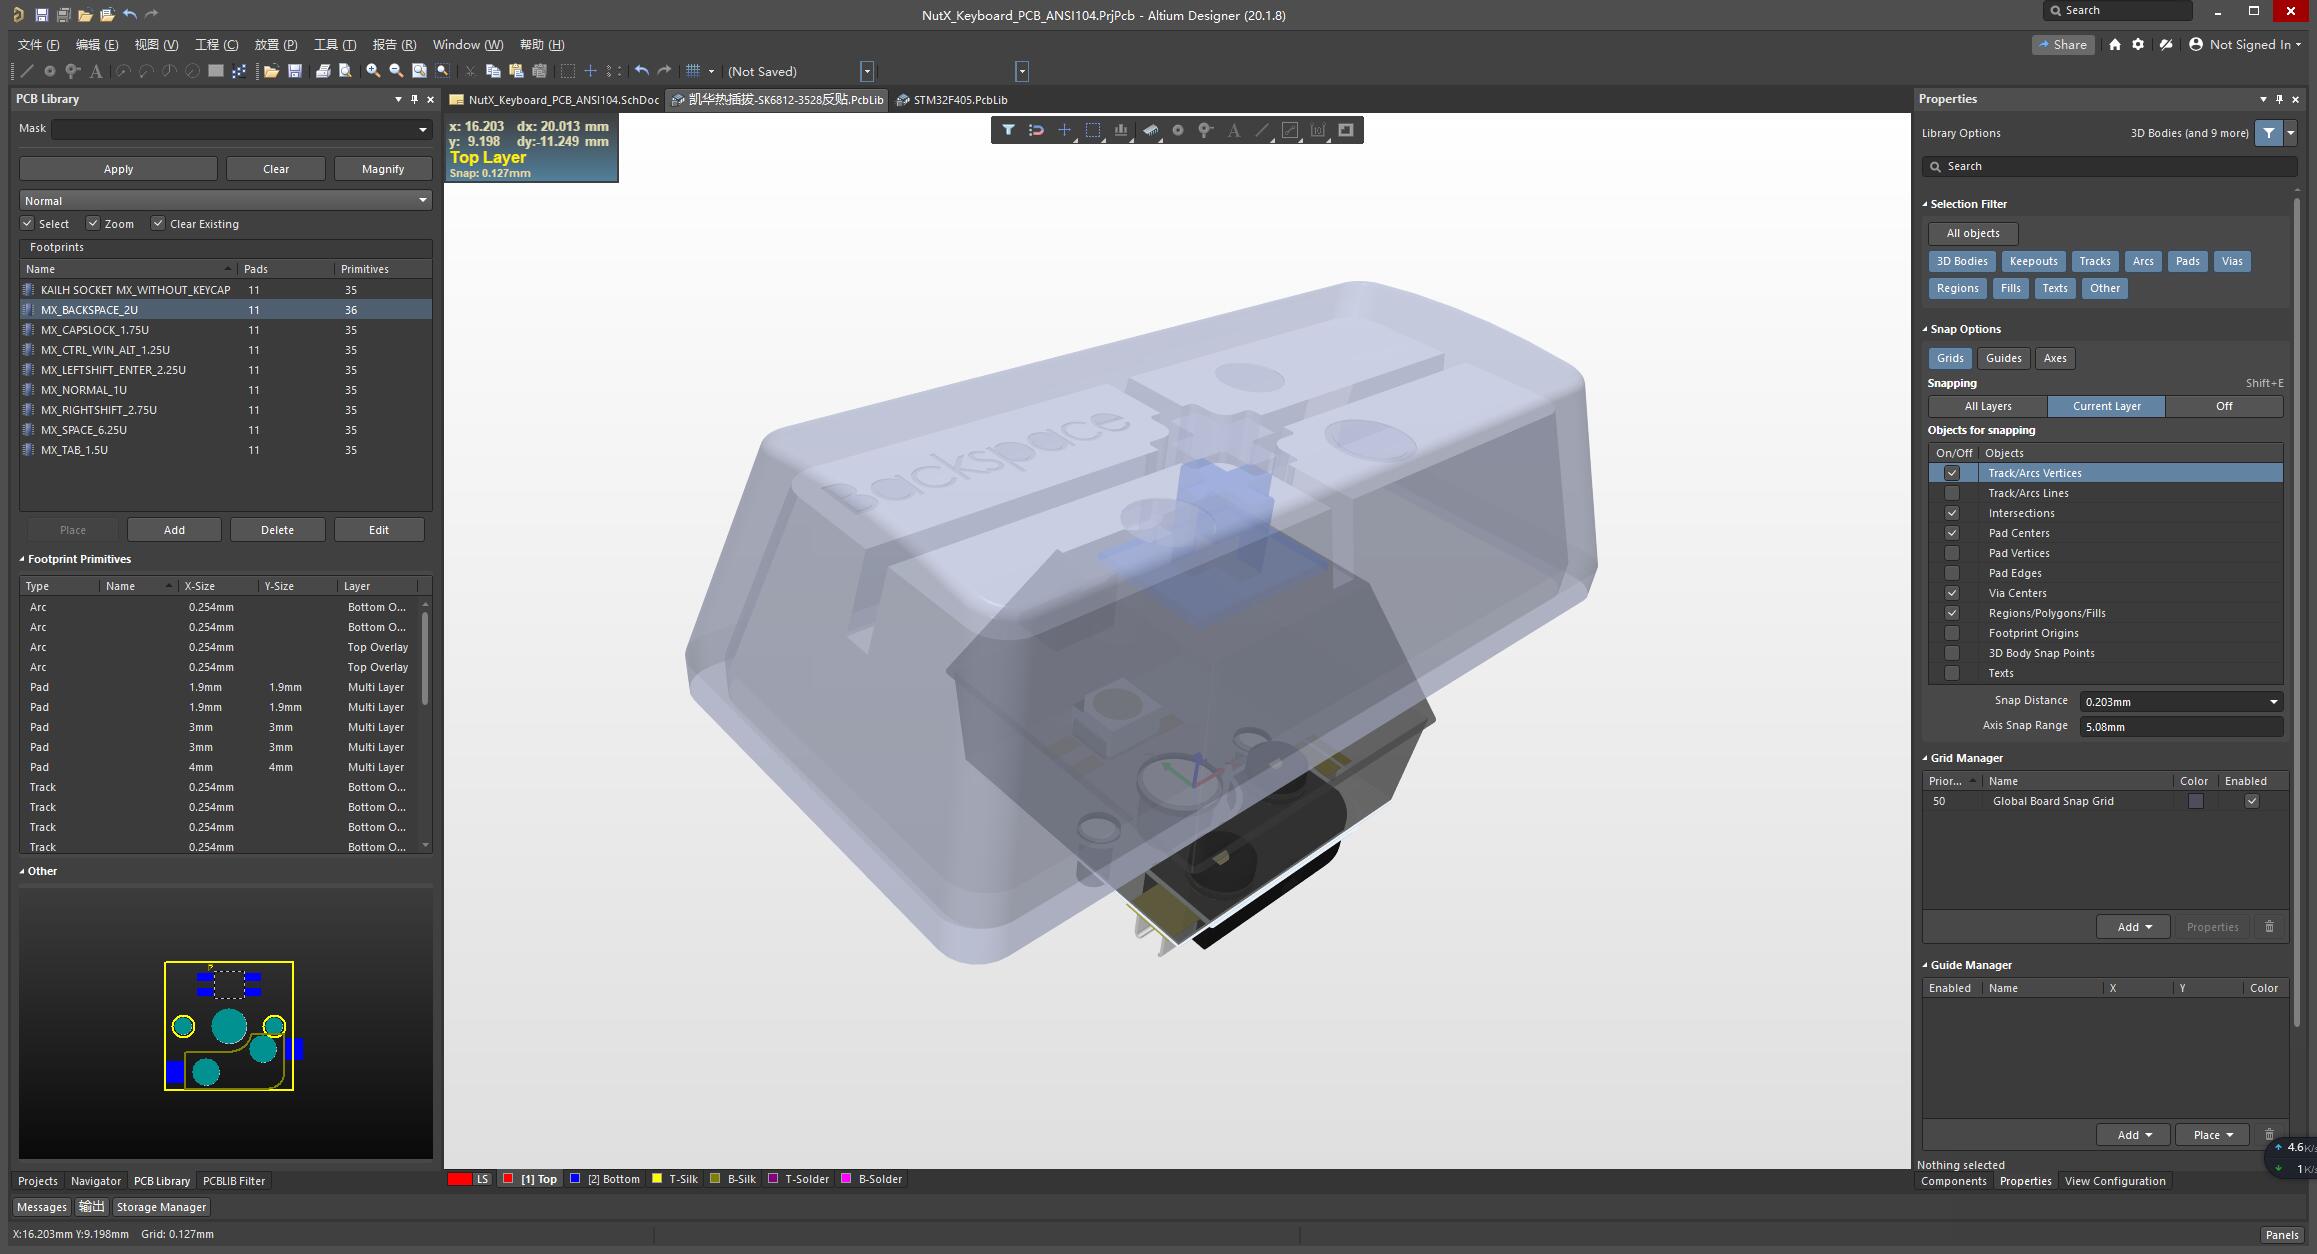 NutX_Keyboard_PCB_ANSI104.PrjPcb - Altium Designer (20.1.8)
Search
文件 (F) 编辑 (E) 视图 (V) 工程 (C) 放置 (P) 工具 (T) 报告 (R) Window (W) 帮助 (H)
Share
Not Signed In
(Not Saved)
PCB Library
Mask
Apply Clear Magnify
Normal
Select Zoom Clear Existing
Footprints
Name Pads Primitives
KAILH SOCKET MX_WITHOUT_KEYCAP 11 35
MX_BACKSPACE_2U 11 36
MX_CAPSLOCK_1.75U 11 35
MX_CTRL_WIN_ALT_1.25U 11 35
MX_LEFTSHIFT_ENTER_2.25U 11 35
MX_NORMAL_1U 11 35
MX_RIGHTSHIFT_2.75U 11 35
MX_SPACE_6.25U 11 35
MX_TAB_1.5U 11 35
Place Add Delete Edit
Footprint Primitives
Type Name X-Size Y-Size Layer
Arc 0.254mm Bottom O...
Arc 0.254mm Bottom O...
Arc 0.254mm Top Overlay
Arc 0.254mm Top Overlay
Pad 1.9mm 1.9mm Multi Layer
Pad 1.9mm 1.9mm Multi Layer
Pad 3mm 3mm Multi Layer
Pad 3mm 3mm Multi Layer
Pad 4mm 4mm Multi Layer
Track 0.254mm Bottom O...
Track 0.254mm Bottom O...
Track 0.254mm Bottom O...
Track 0.254mm Bottom O...
Other
Projects Navigator PCB Library PCBLIB Filter
Messages 输出 Storage Manager
X:16.203mm Y:9.198mm Grid: 0.127mm
NutX_Keyboard_PCB_ANSI104.SchDoc 凯华热插拔-SK6812-3528反贴.PcbLib STM32F405.PcbLib
x: 16.203 dx: 20.013 mm
y: 9.198 dy:-11.249 mm
Top Layer
Snap: 0.127mm
Backspace
LS [1] Top [2] Bottom T-Silk B-Silk T-Solder B-Solder
Properties
Library Options 3D Bodies (and 9 more)
Search
Selection Filter
All objects
3D Bodies Keepouts Tracks Arcs Pads Vias
Regions Fills Texts Other
Snap Options
Grids Guides Axes
Snapping Shift+E
All Layers Current Layer Off
Objects for snapping
On/Off Objects
Track/Arcs Vertices
Track/Arcs Lines
Intersections
Pad Centers
Pad Vertices
Pad Edges
Via Centers
Regions/Polygons/Fills
Footprint Origins
3D Body Snap Points
Texts
Snap Distance 0.203mm
Axis Snap Range 5.08mm
Grid Manager
Prior... Name Color Enabled
50 Global Board Snap Grid
Add Properties
Guide Manager
Enabled Name X Y Color
Add Place
4.6K/s
1K/s
Nothing selected
Components Properties View Configuration
Panels